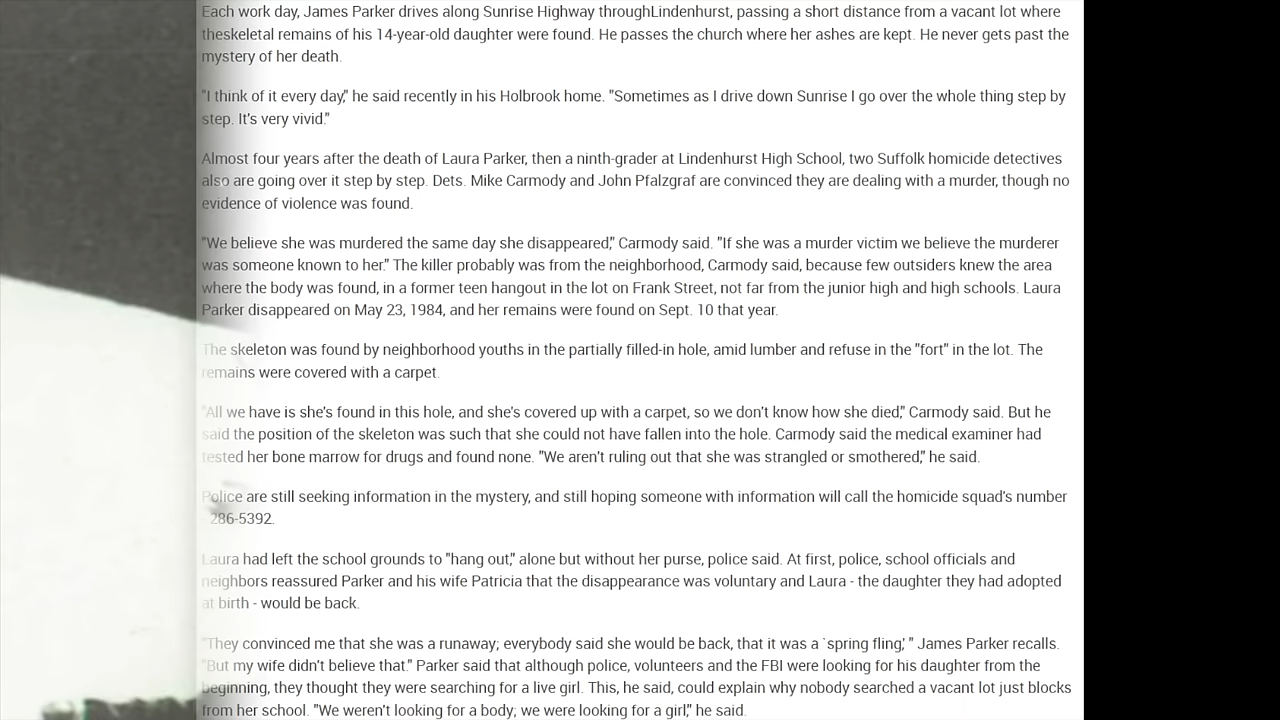 Each work day, James Parker drives along Sunrise Highway throughLindenhurst, passing a short distance from a vacant lot where
theskeletal remains of his 14-year-old daughter were found. He passes the church where her ashes are kept. He never gets past the
mystery of her death.
"I think of it every day," he said recently in his Holbrook home. "Sometimes as I drive down Sunrise I go over the whole thing step by
step. It's very vivid."
Almost four years after the death of Laura Parker, then a ninth-grader at Lindenhurst High School, two Suffolk homicide detectives
also are going over it step by step. Dets. Mike Carmody and John Pfalzgraf are convinced they are dealing with a murder, though no
evidence of violence was found.
"We believe she was murdered the same day she disappeared," Carmody said. "If she was a murder victim we believe the murderer
was someone known to her." The killer probably was from the neighborhood, Carmody said, because few outsiders knew the area
where the body was found, in a former teen hangout in the lot on Frank Street, not far from the junior high and high schools. Laura
Parker disappeared on May 23, 1984, and her remains were found on Sept. 10 that year.
The skeleton was found by neighborhood youths in the partially filled-in hole, amid lumber and refuse in the "fort" in the lot. The
remains were covered with a carpet.
"All we have is she's found in this hole, and she's covered up with a carpet, so we don't know how she died," Carmody said. But he
said the position of the skeleton was such that she could not have fallen into the hole. Carmody said the medical examiner had
tested her bone marrow for drugs and found none. "We aren't ruling out that she was strangled or smothered," he said.
Police are still seeking information in the mystery, and still hoping someone with information will call the homicide squad's number
- 286-5392.
Laura had left the school grounds to "hang out," alone but without her purse, police said. At first, police, school officials and
neighbors reassured Parker and his wife Patricia that the disappearance was voluntary and Laura - the daughter they had adopted
at birth - would be back.
"They convinced me that she was a runaway; everybody said she would be back, that it was a `spring fling,' " James Parker recalls.
"But my wife didn't believe that." Parker said that although police, volunteers and the FBI were looking for his daughter from the
beginning, they thought they were searching for a live girl. This, he said, could explain why nobody searched a vacant lot just blocks
from her school. "We weren't looking for a body; we were looking for a girl," he said.